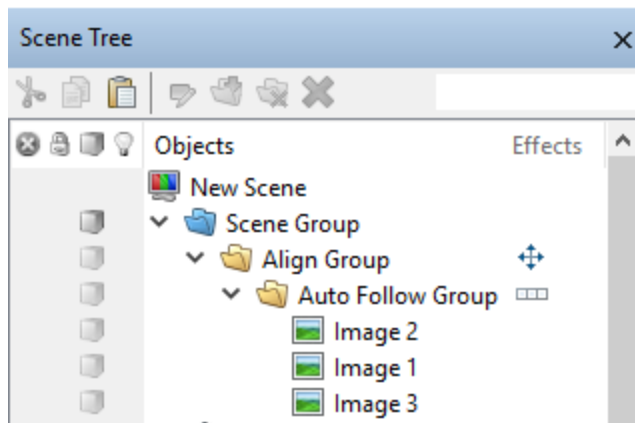 Scene Tree
Objects Effects
New Scene
Scene Group
Align Group
Auto Follow Group
Image 2
Image 1
Image 3